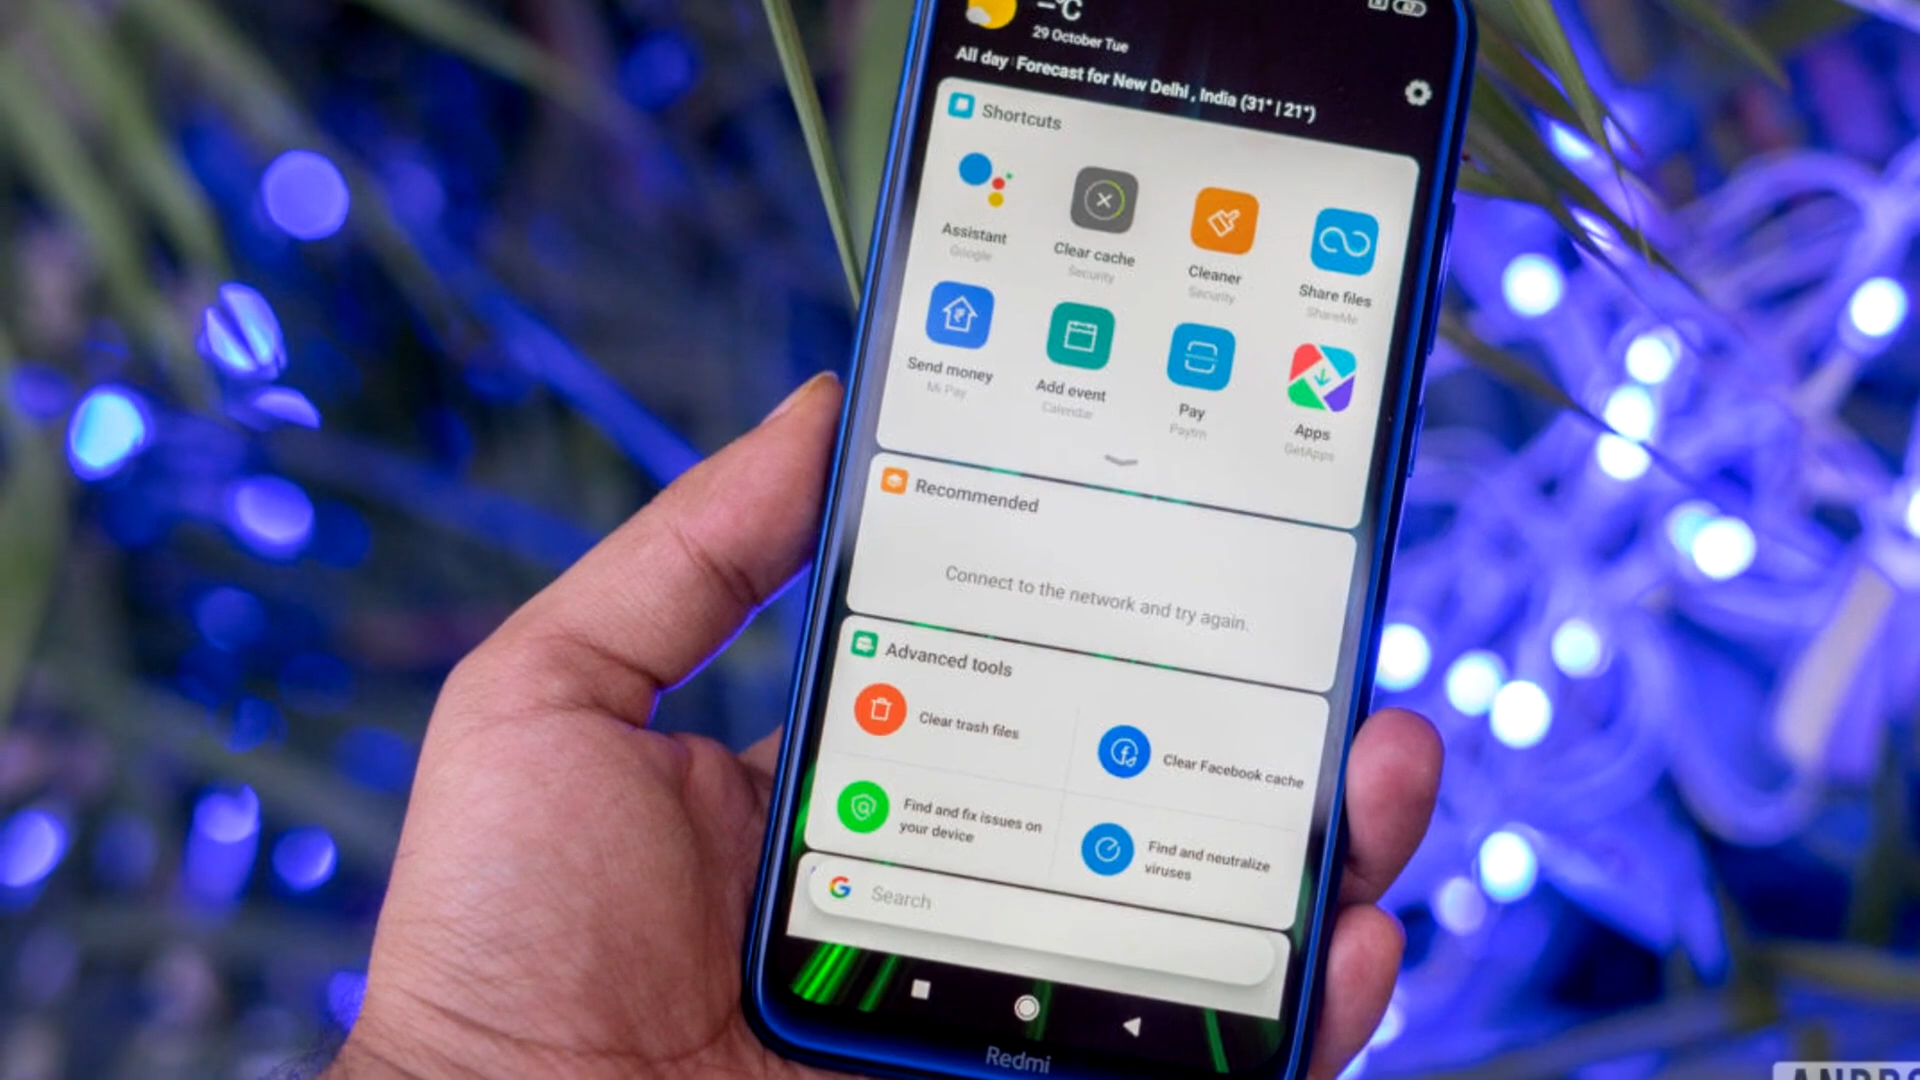 –°C
29 October Tue
All day Forecast for New Delhi , India (31° | 21°)
Shortcuts
Assistant
Google
Clear cache
Security
Cleaner
Security
Share files
ShareMe
Send money
Mi Pay
Add event
Calendar
Pay
Paytm
Apps
GetApps
Recommended
Connect to the network and try again.
Advanced tools
Clear trash files
Clear Facebook cache
Find and fix issues on
your device
Find and neutralize
viruses
G Search
Redmi